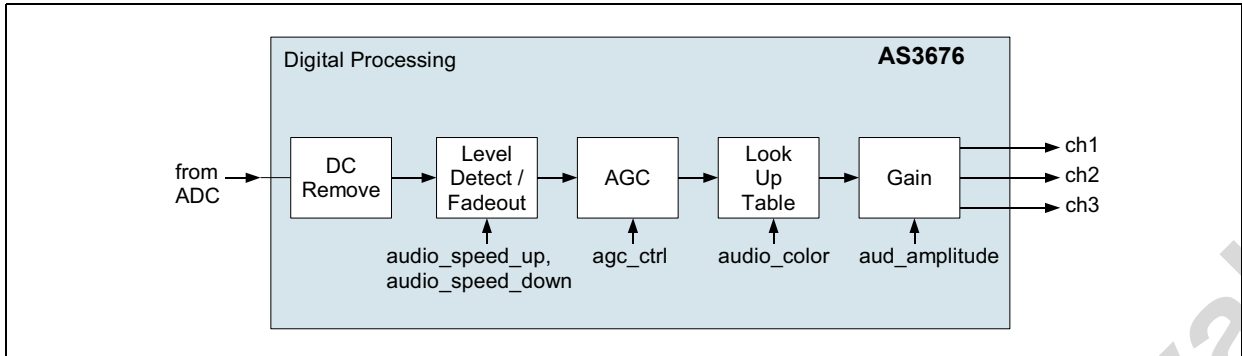 Digital Processing
AS3676
from
ADC
DC
Remove
Level
Detect /
Fadeout
AGC
Look
Up
Table
Gain
ch1
ch2
ch3
audio_speed_up,
audio_speed_down
agc_ctrl
audio_color
aud_amplitude